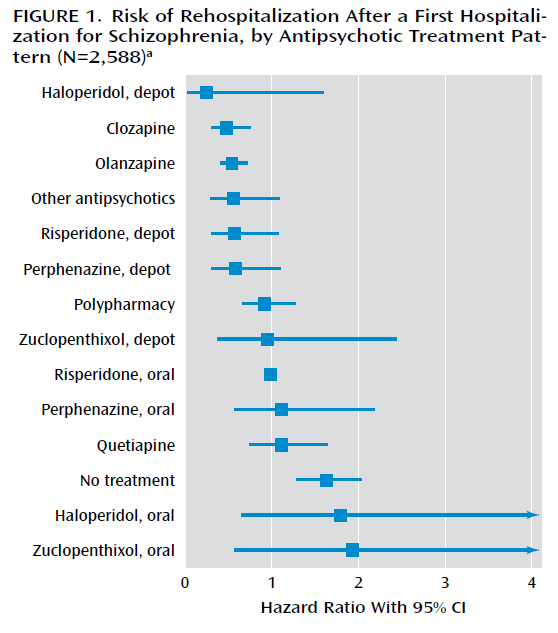 FIGURE 1. Risk of Rehospitalization After a First Hospitali-
zation for Schizophrenia, by Antipsychotic Treatment Pat-
tern (N=2,588)ᵃ
Haloperidol, depot
Clozapine
Olanzapine
Other antipsychotics
Risperidone, depot
Perphenazine, depot
Polypharmacy
Zuclopenthixol, depot
Risperidone, oral
Perphenazine, oral
Quetiapine
No treatment
Haloperidol, oral
Zuclopenthixol, oral
0 1 2 3 4
Hazard Ratio With 95% CI